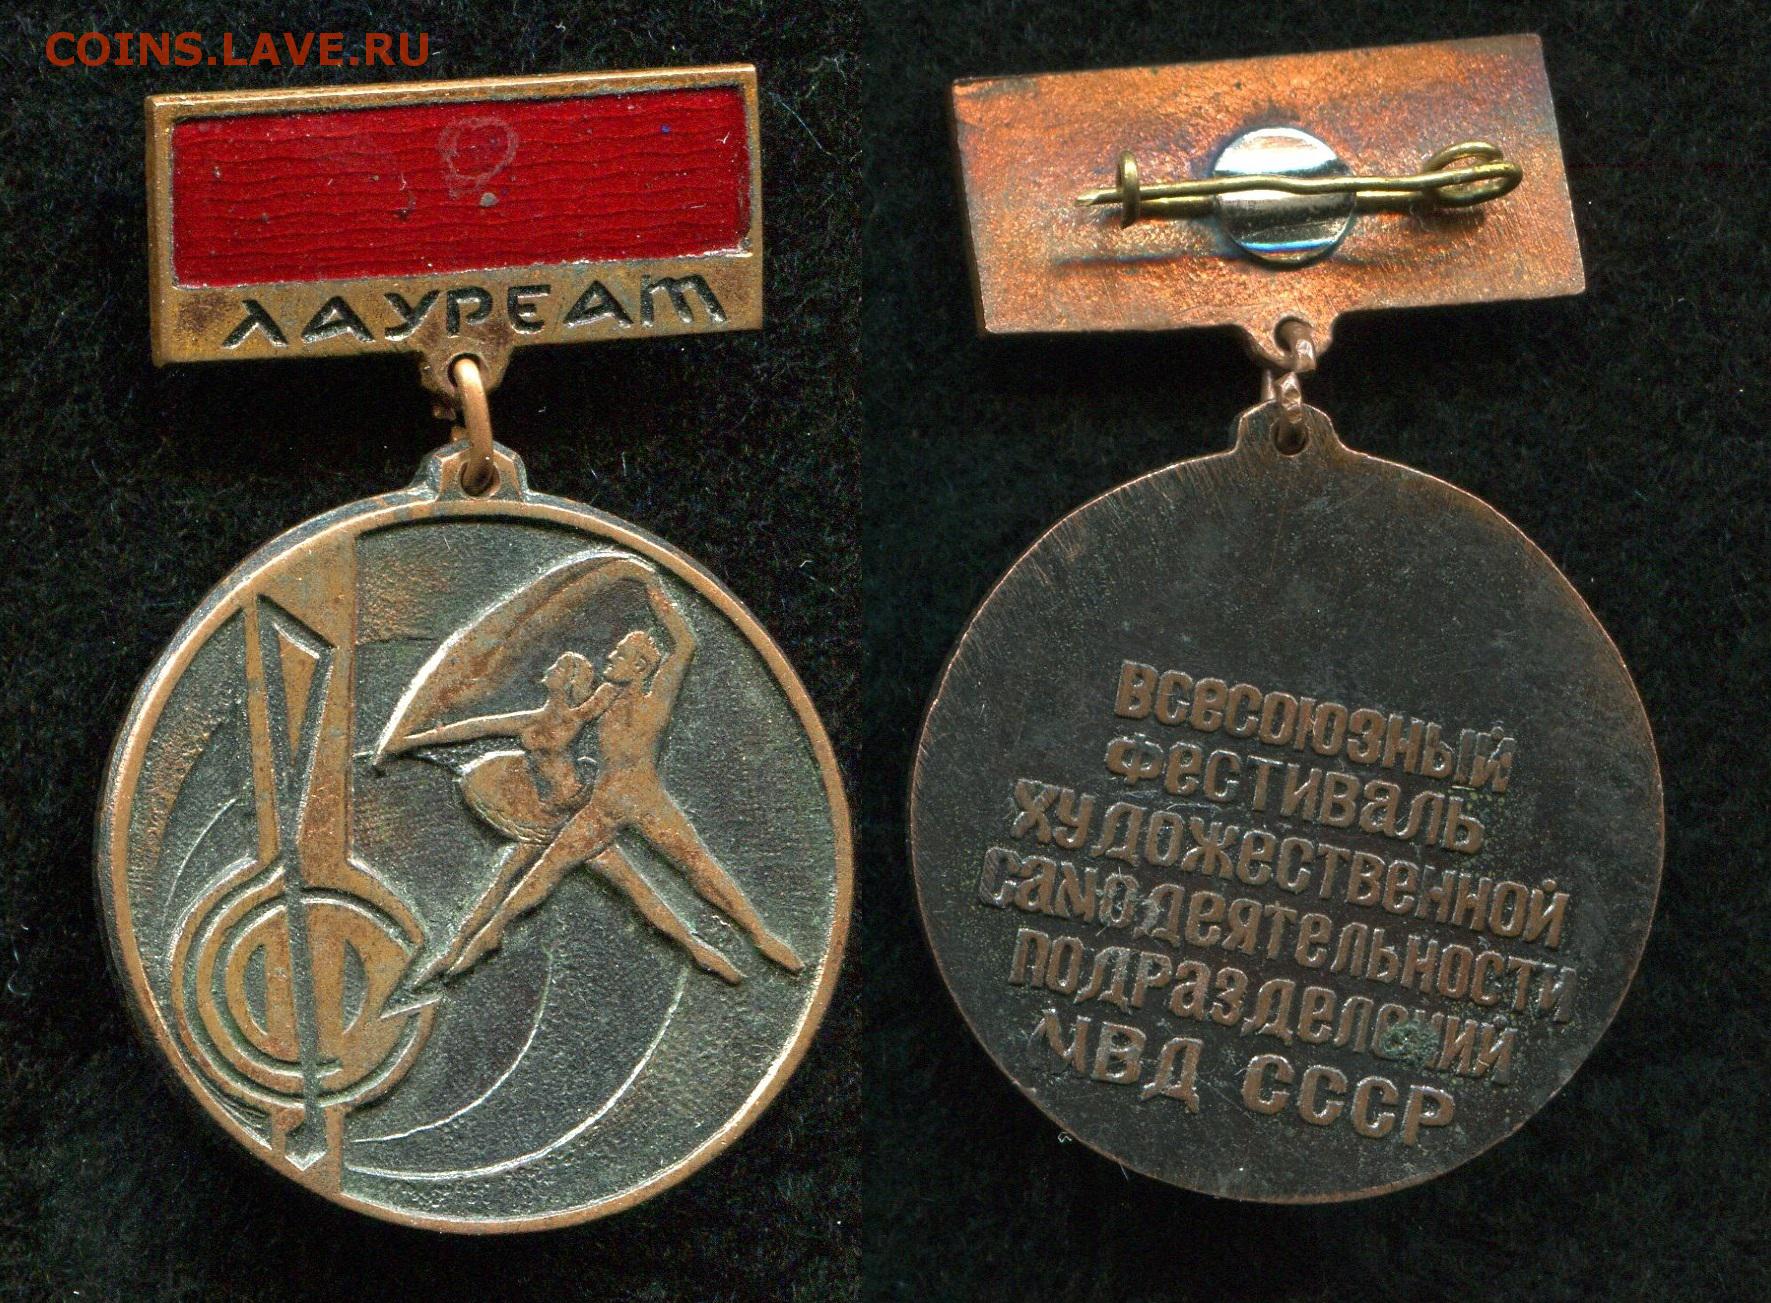 COINS.LAVE.RU
ЛАУРЕАТ
ВСЕСОЮЗНЫЙ
ФЕСТИВАЛЬ
ХУДОЖЕСТВЕННОЙ
САМОДЕЯТЕЛЬНОСТИ
ПОДРАЗДЕЛЕНИЙ
МВД СССР